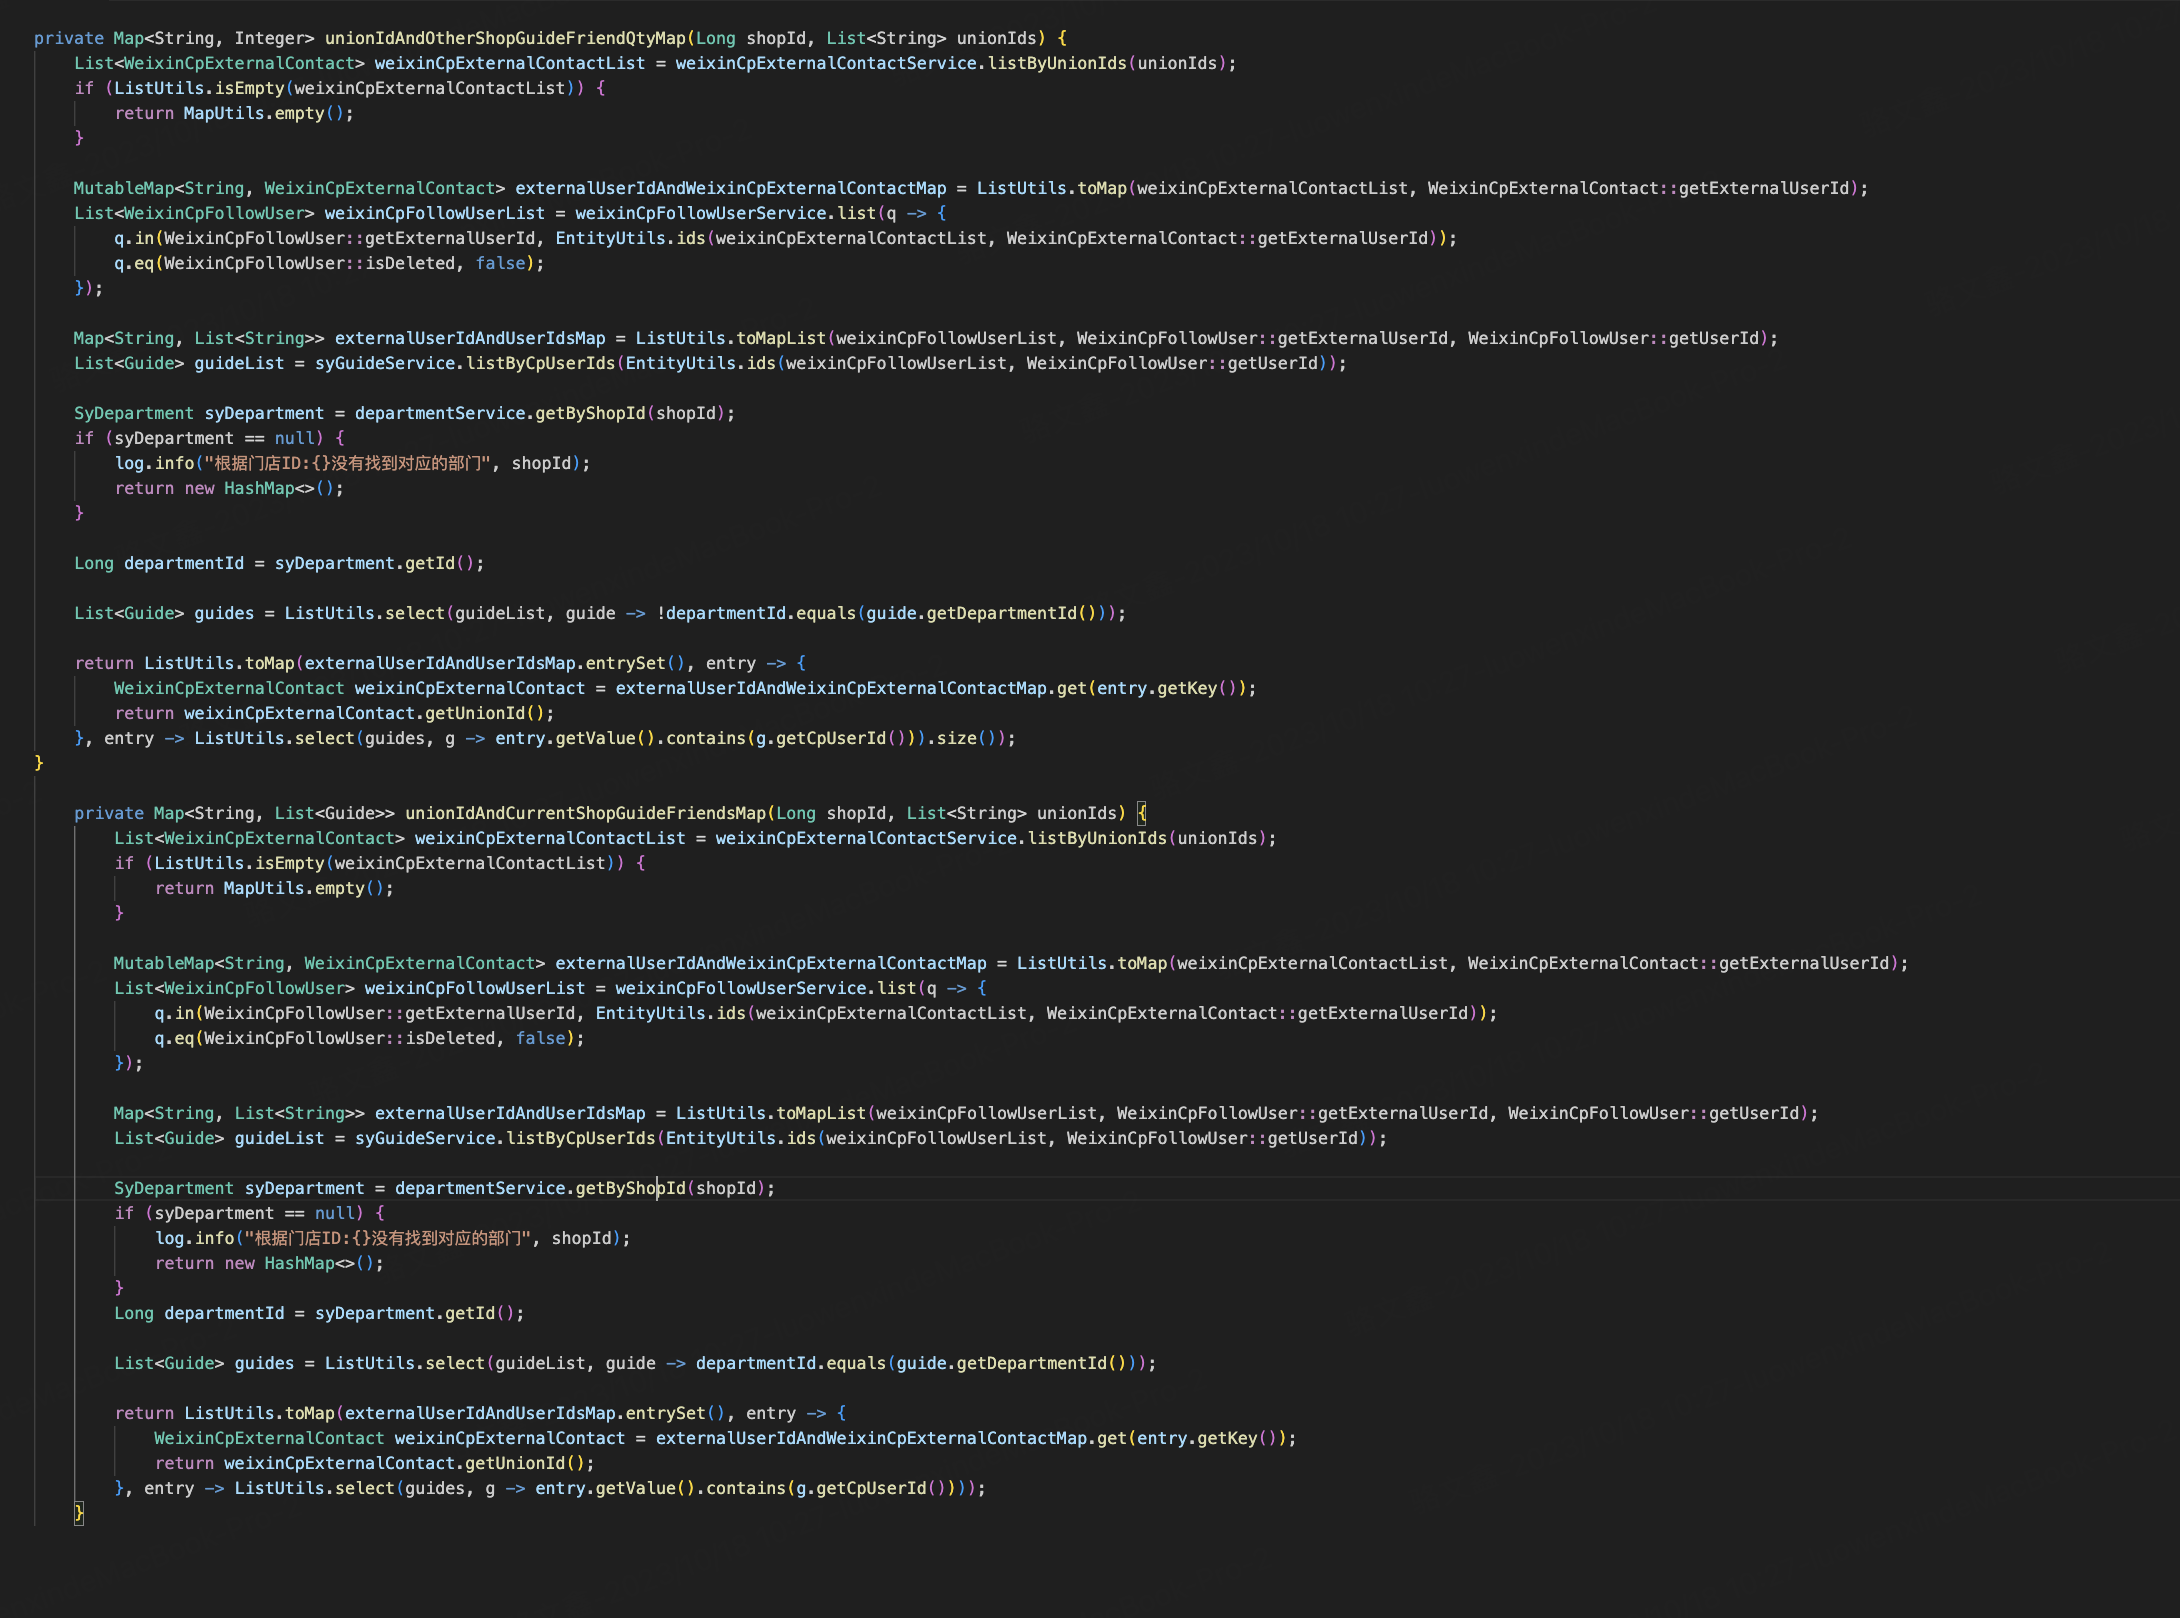 private Map<String, Integer> unionIdAndOtherShopGuideFriendQtyMap(Long shopId, List<String> unionIds) {
    List<WeixinCpExternalContact> weixinCpExternalContactList = weixinCpExternalContactService.listByUnionIds(unionIds);
    if (ListUtils.isEmpty(weixinCpExternalContactList)) {
        return MapUtils.empty();
    }

    MutableMap<String, WeixinCpExternalContact> externalUserIdAndWeixinCpExternalContactMap = ListUtils.toMap(weixinCpExternalContactList, WeixinCpExternalContact::getExternalUserId);
    List<WeixinCpFollowUser> weixinCpFollowUserList = weixinCpFollowUserService.list(q -> {
        q.in(WeixinCpFollowUser::getExternalUserId, EntityUtils.ids(weixinCpExternalContactList, WeixinCpExternalContact::getExternalUserId));
        q.eq(WeixinCpFollowUser::isDeleted, false);
    });

    Map<String, List<String>> externalUserIdAndUserIdsMap = ListUtils.toMapList(weixinCpFollowUserList, WeixinCpFollowUser::getExternalUserId, WeixinCpFollowUser::getUserId);
    List<Guide> guideList = syGuideService.listByCpUserIds(EntityUtils.ids(weixinCpFollowUserList, WeixinCpFollowUser::getUserId));

    SyDepartment syDepartment = departmentService.getByShopId(shopId);
    if (syDepartment == null) {
        log.info("根据门店ID:{}没有找到对应的部门", shopId);
        return new HashMap<>();
    }

    Long departmentId = syDepartment.getId();

    List<Guide> guides = ListUtils.select(guideList, guide -> !departmentId.equals(guide.getDepartmentId()));

    return ListUtils.toMap(externalUserIdAndUserIdsMap.entrySet(), entry -> {
        WeixinCpExternalContact weixinCpExternalContact = externalUserIdAndWeixinCpExternalContactMap.get(entry.getKey());
        return weixinCpExternalContact.getUnionId();
    }, entry -> ListUtils.select(guides, g -> entry.getValue().contains(g.getCpUserId())).size());
}

    private Map<String, List<Guide>> unionIdAndCurrentShopGuideFriendsMap(Long shopId, List<String> unionIds) {
        List<WeixinCpExternalContact> weixinCpExternalContactList = weixinCpExternalContactService.listByUnionIds(unionIds);
        if (ListUtils.isEmpty(weixinCpExternalContactList)) {
            return MapUtils.empty();
        }

        MutableMap<String, WeixinCpExternalContact> externalUserIdAndWeixinCpExternalContactMap = ListUtils.toMap(weixinCpExternalContactList, WeixinCpExternalContact::getExternalUserId);
        List<WeixinCpFollowUser> weixinCpFollowUserList = weixinCpFollowUserService.list(q -> {
            q.in(WeixinCpFollowUser::getExternalUserId, EntityUtils.ids(weixinCpExternalContactList, WeixinCpExternalContact::getExternalUserId));
            q.eq(WeixinCpFollowUser::isDeleted, false);
        });

        Map<String, List<String>> externalUserIdAndUserIdsMap = ListUtils.toMapList(weixinCpFollowUserList, WeixinCpFollowUser::getExternalUserId, WeixinCpFollowUser::getUserId);
        List<Guide> guideList = syGuideService.listByCpUserIds(EntityUtils.ids(weixinCpFollowUserList, WeixinCpFollowUser::getUserId));

        SyDepartment syDepartment = departmentService.getByShopId(shopId);
        if (syDepartment == null) {
            log.info("根据门店ID:{}没有找到对应的部门", shopId);
            return new HashMap<>();
        }
        Long departmentId = syDepartment.getId();

        List<Guide> guides = ListUtils.select(guideList, guide -> departmentId.equals(guide.getDepartmentId()));

        return ListUtils.toMap(externalUserIdAndUserIdsMap.entrySet(), entry -> {
            WeixinCpExternalContact weixinCpExternalContact = externalUserIdAndWeixinCpExternalContactMap.get(entry.getKey());
            return weixinCpExternalContact.getUnionId();
        }, entry -> ListUtils.select(guides, g -> entry.getValue().contains(g.getCpUserId())));
    }